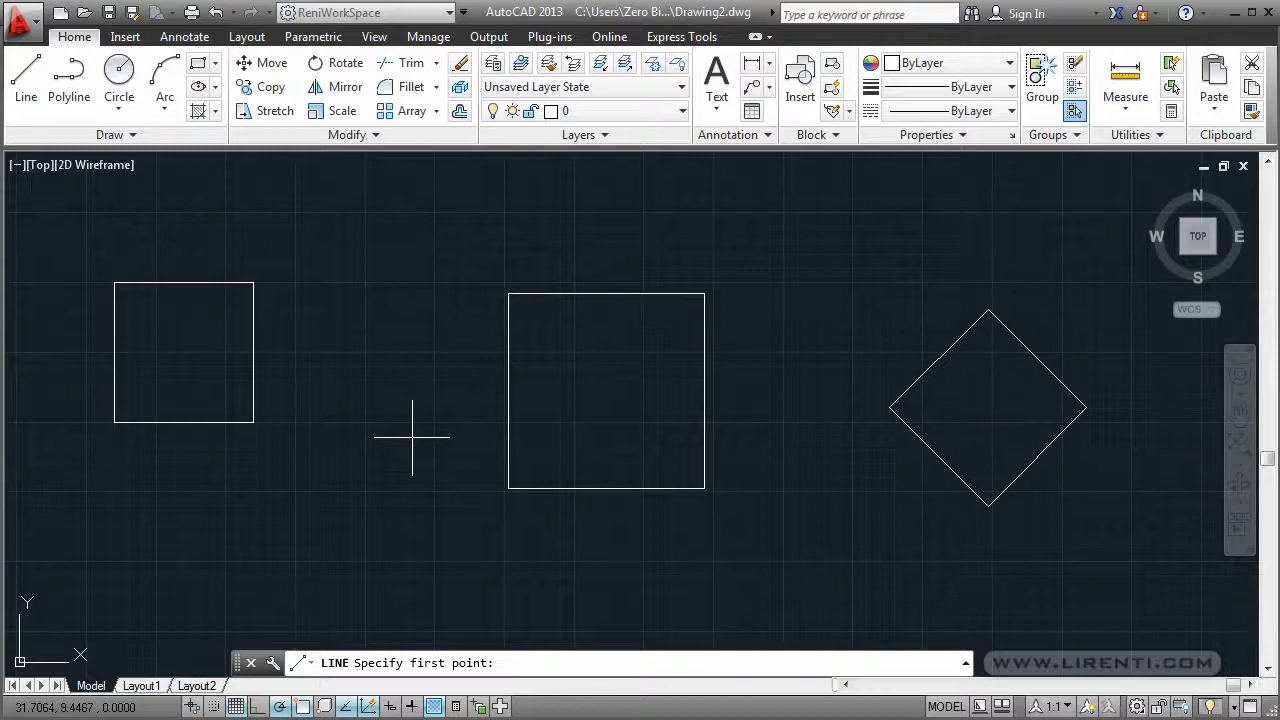 ReniWorkSpace
AutoCAD 2013 C:\Users\Zero Bi...\Drawing2.dwg
Type a keyword or phrase
Sign In
Home Insert Annotate Layout Parametric View Manage Output Plug-ins Online Express Tools
Line Polyline Circle Arc
Move Rotate Trim
Copy Mirror Fillet
Stretch Scale Array
Unsaved Layer State
0
Text
Insert
ByLayer
ByLayer
ByLayer
Group
Measure
Paste
Draw Modify Layers Annotation Block Properties Groups Utilities Clipboard
[−][Top][2D Wireframe]
N
W TOP E
S
WCS
Y
X
LINE Specify first point:
WWW.LIRENTI.COM
Model Layout1 Layout2
31.7064, 9.4467, 0.0000
MODEL
1:1